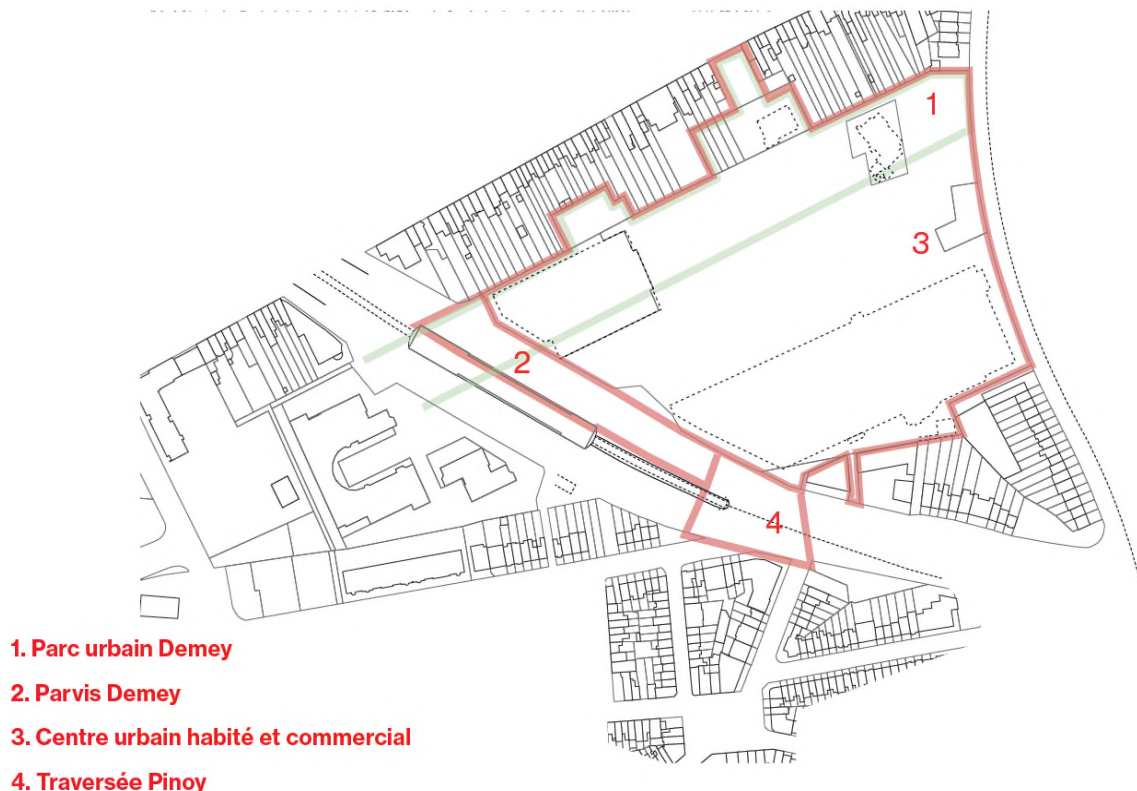 1
3
2
4
1. Parc urbain Demey
2. Parvis Demey
3. Centre urbain habité et commercial
4. Traversée Pinoy